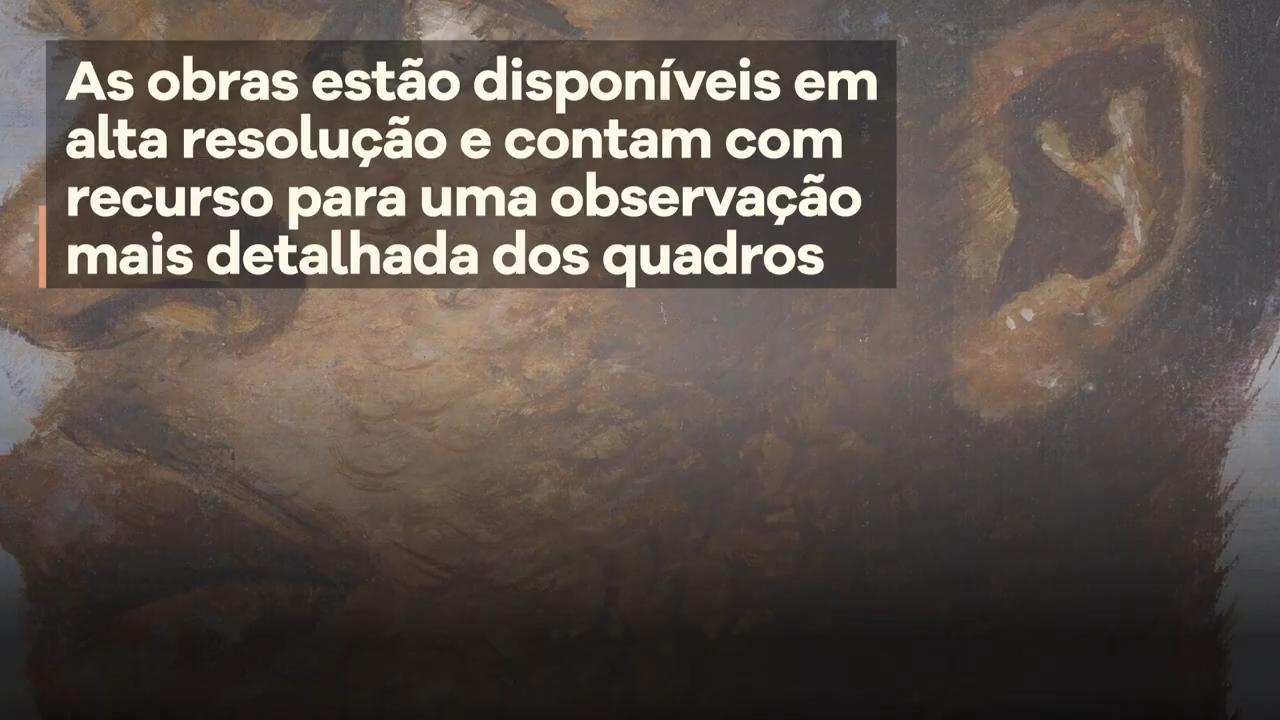 As obras estão disponíveis em
alta resolução e contam com
recurso para uma observação
mais detalhada dos quadros